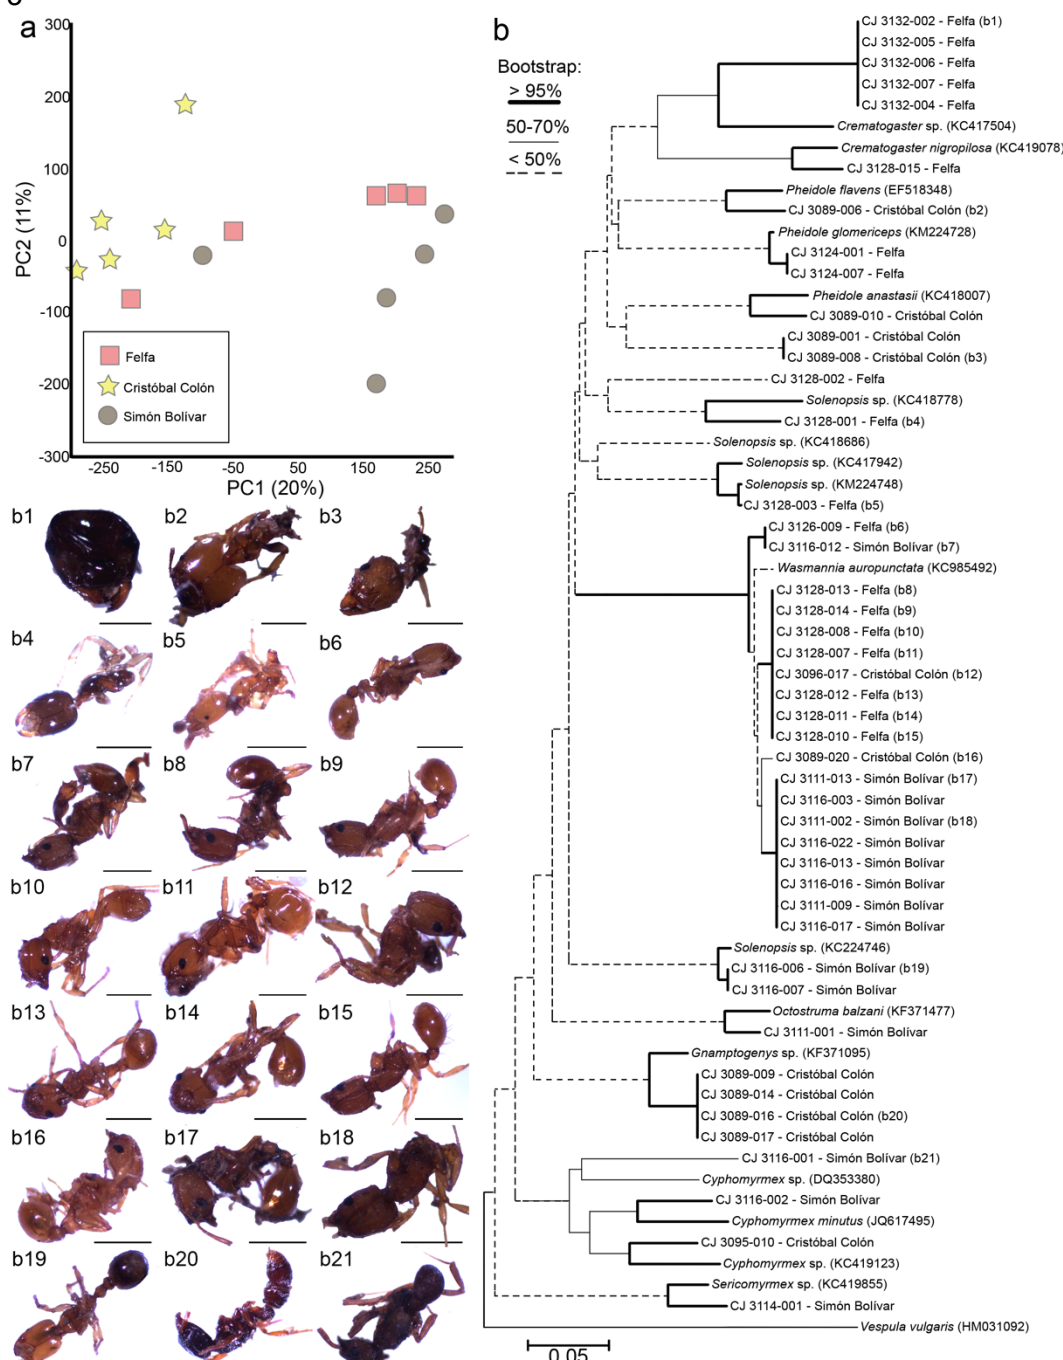 a
300
200
100
0
-100
-200
-300
PC2 (11%)
-250
-150
-50
50
150
250
PC1 (20%)
Felfa
Cristóbal Colón
Simón Bolívar
b
Bootstrap:
> 95%
50-70%
< 50%
CJ 3132-002 - Felfa (b1)
CJ 3132-005 - Felfa
CJ 3132-006 - Felfa
CJ 3132-007 - Felfa
CJ 3132-004 - Felfa
Crematogaster sp. (KC417504)
Crematogaster nigropilosa (KC419078)
CJ 3128-015 - Felfa
Pheidole flavens (EF518348)
CJ 3089-006 - Cristóbal Colón (b2)
Pheidole glomericeps (KM224728)
CJ 3124-001 - Felfa
CJ 3124-007 - Felfa
Pheidole anastasii (KC418007)
CJ 3089-010 - Cristóbal Colón
CJ 3089-001 - Cristóbal Colón
CJ 3089-008 - Cristóbal Colón (b3)
CJ 3128-002 - Felfa
Solenopsis sp. (KC418778)
CJ 3128-001 - Felfa (b4)
Solenopsis sp. (KC418686)
Solenopsis sp. (KC417942)
Solenopsis sp. (KM224748)
CJ 3128-003 - Felfa (b5)
CJ 3126-009 - Felfa (b6)
CJ 3116-012 - Simón Bolívar (b7)
Wasmannia auropunctata (KC985492)
CJ 3128-013 - Felfa (b8)
CJ 3128-014 - Felfa (b9)
CJ 3128-008 - Felfa (b10)
CJ 3128-007 - Felfa (b11)
CJ 3096-017 - Cristóbal Colón (b12)
CJ 3128-012 - Felfa (b13)
CJ 3128-011 - Felfa (b14)
CJ 3128-010 - Felfa (b15)
CJ 3089-020 - Cristóbal Colón (b16)
CJ 3111-013 - Simón Bolívar (b17)
CJ 3116-003 - Simón Bolívar
CJ 3111-002 - Simón Bolívar (b18)
CJ 3116-022 - Simón Bolívar
CJ 3116-013 - Simón Bolívar
CJ 3116-016 - Simón Bolívar
CJ 3111-009 - Simón Bolívar
CJ 3116-017 - Simón Bolívar
Solenopsis sp. (KC224746)
CJ 3116-006 - Simón Bolívar (b19)
CJ 3116-007 - Simón Bolívar
Octostruma balzani (KF371477)
CJ 3111-001 - Simón Bolívar
Gnamptogenys sp. (KF371095)
CJ 3089-009 - Cristóbal Colón
CJ 3089-014 - Cristóbal Colón
CJ 3089-016 - Cristóbal Colón (b20)
CJ 3089-017 - Cristóbal Colón
CJ 3116-001 - Simón Bolívar (b21)
Cyphomyrmex sp. (DQ353380)
CJ 3116-002 - Simón Bolívar
Cyphomyrmex minutus (JQ617495)
CJ 3095-010 - Cristóbal Colón
Cyphomyrmex sp. (KC419123)
Sericomyrmex sp. (KC419855)
CJ 3114-001 - Simón Bolívar
Vespula vulgaris (HM031092)
0.05
b1 b2 b3
b4 b5 b6
b7 b8 b9
b10 b11 b12
b13 b14 b15
b16 b17 b18
b19 b20 b21